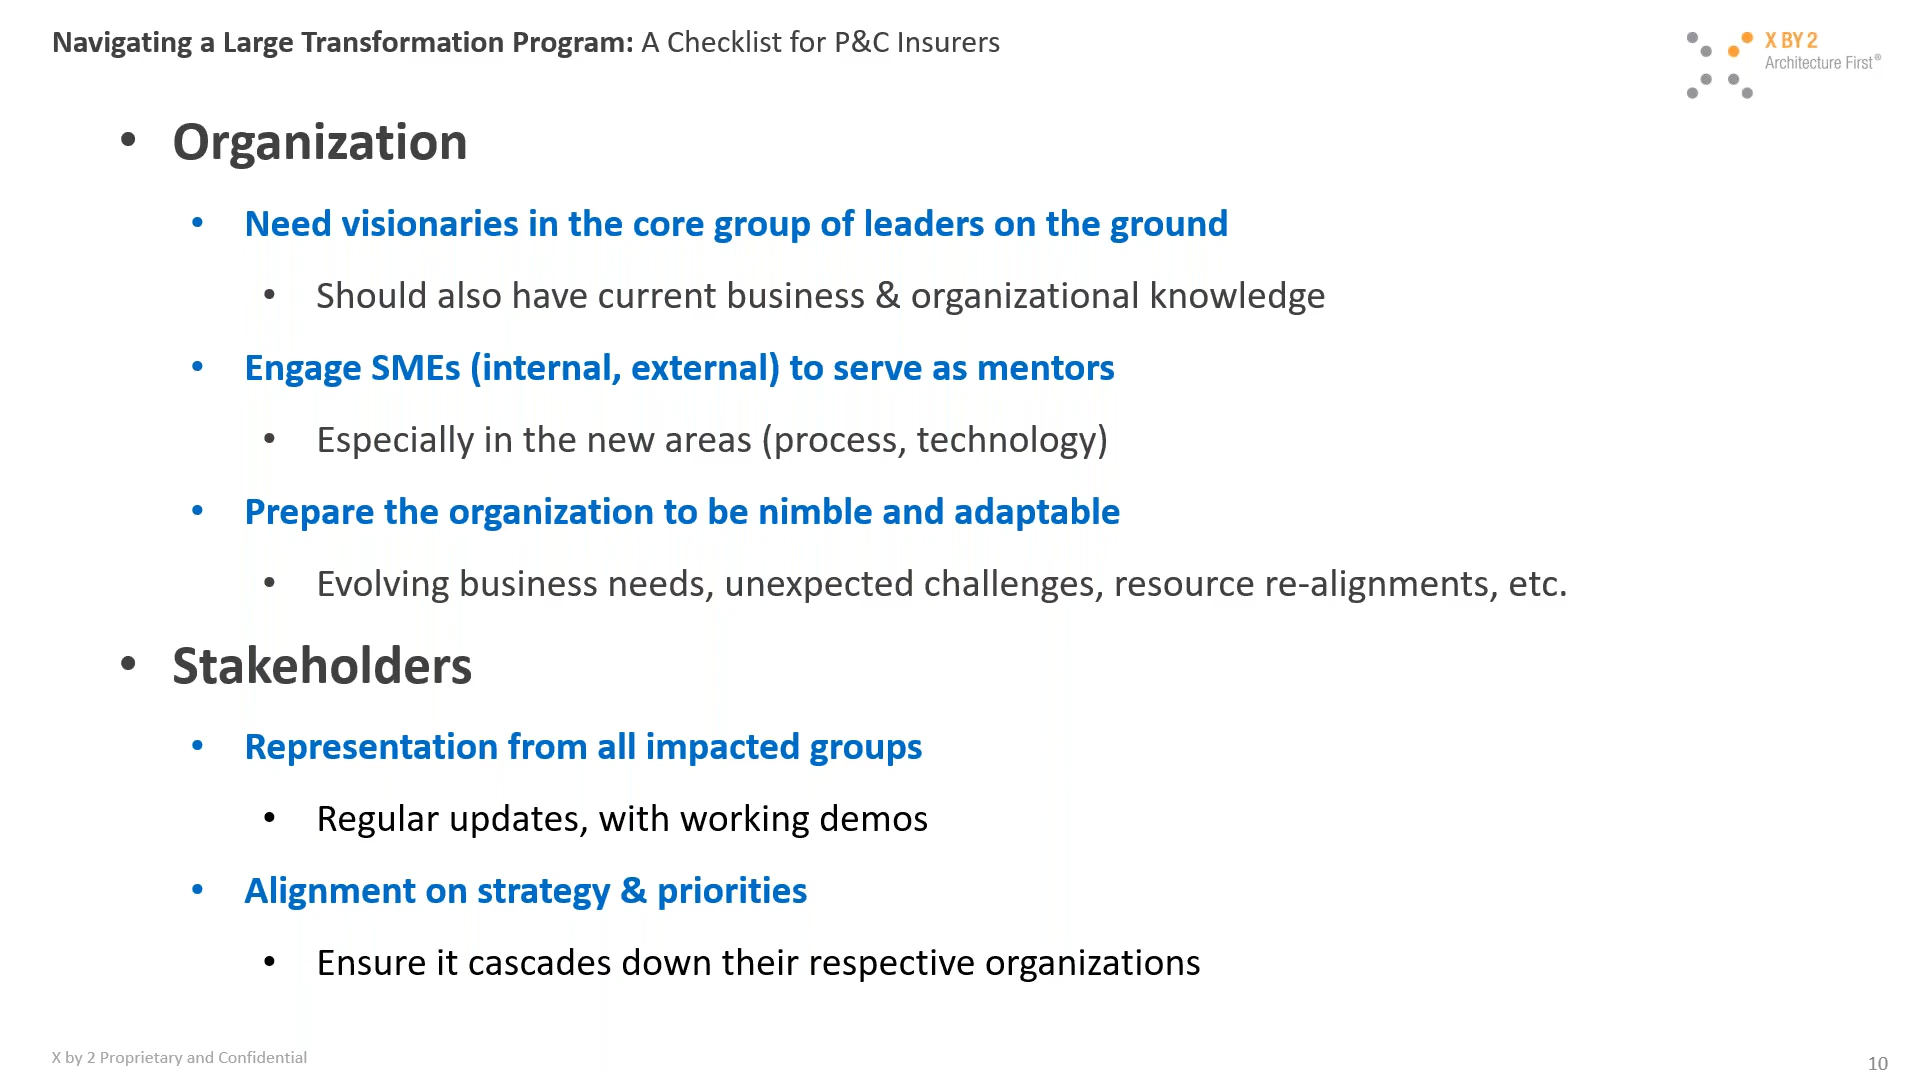 Navigating a Large Transformation Program: A Checklist for P&C Insurers
X BY 2
Architecture First®
• Organization
• Need visionaries in the core group of leaders on the ground
• Should also have current business & organizational knowledge
• Engage SMEs (internal, external) to serve as mentors
• Especially in the new areas (process, technology)
• Prepare the organization to be nimble and adaptable
• Evolving business needs, unexpected challenges, resource re-alignments, etc.
• Stakeholders
• Representation from all impacted groups
• Regular updates, with working demos
• Alignment on strategy & priorities
• Ensure it cascades down their respective organizations
X by 2 Proprietary and Confidential
10